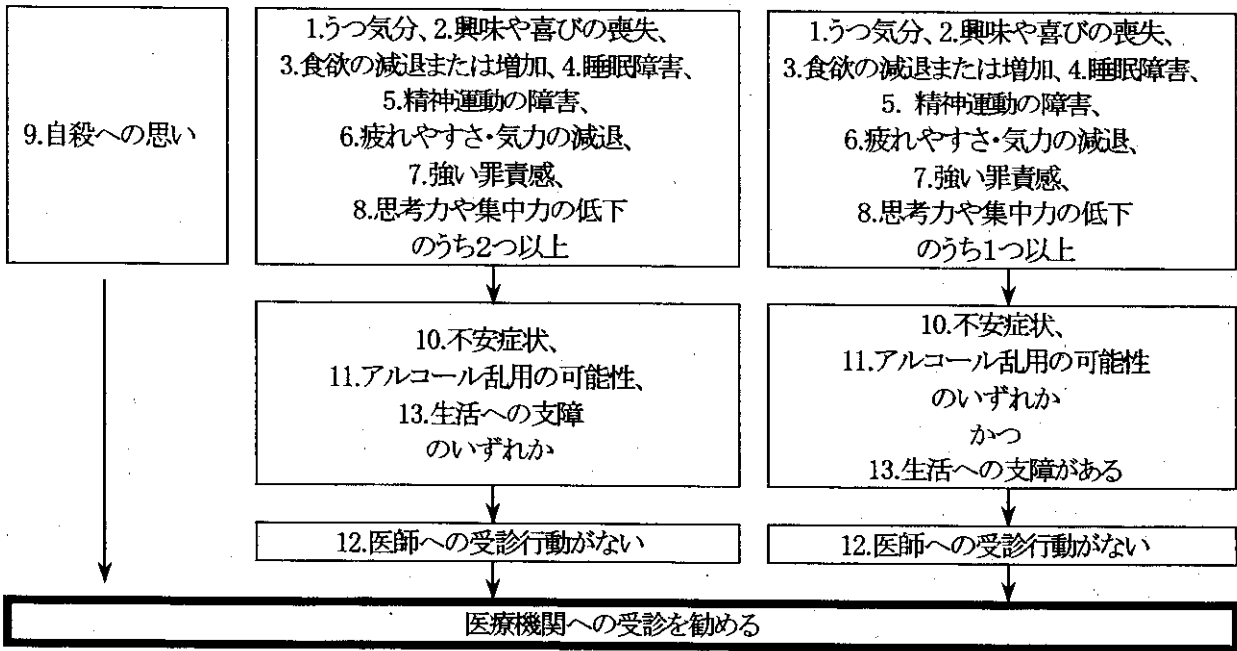 9.自殺への思い
1.うつ気分、2.興味や喜びの喪失、
3.食欲の減退または増加、4.睡眠障害、
5.精神運動の障害、
6.疲れやすさ・気力の減退、
7.強い罪責感、
8.思考力や集中力の低下
のうち2つ以上
10.不安症状、
11.アルコール乱用の可能性、
13.生活への支障
のいずれか
12.医師への受診行動がない
1.うつ気分、2.興味や喜びの喪失、
3.食欲の減退または増加、4.睡眠障害、
5. 精神運動の障害、
6.疲れやすさ・気力の減退、
7.強い罪責感、
8.思考力や集中力の低下
のうち1つ以上
10.不安症状、
11.アルコール乱用の可能性
のいずれか
かつ
13.生活への支障がある
12.医師への受診行動がない
医療機関への受診を勧める